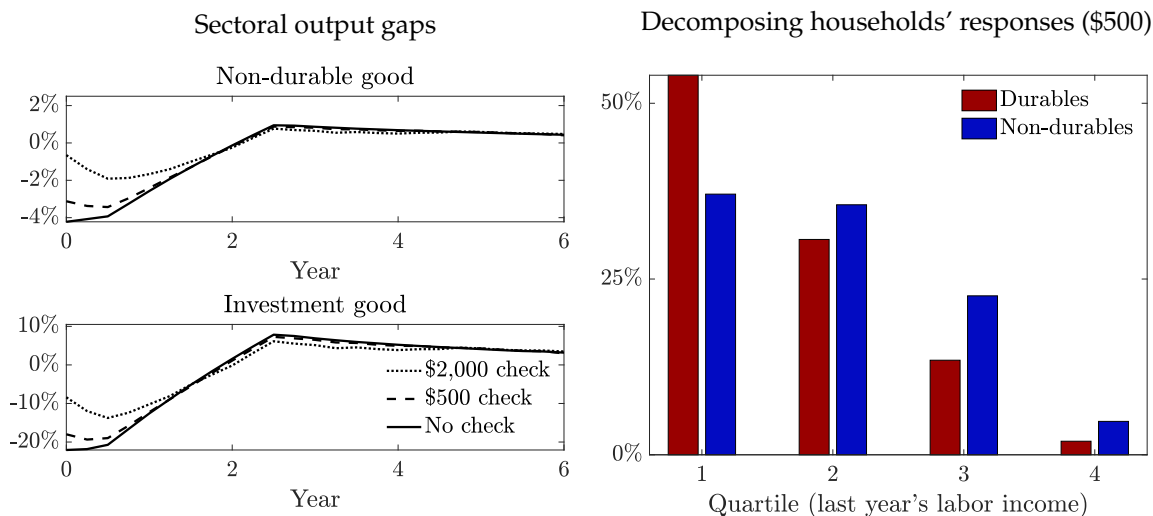 Sectoral output gaps
Non-durable good
2%
0%
-2%
-4%
0 2 4 6
Year
Investment good
10%
0%
-10%
-20%
$2,000 check
$500 check
No check
0 2 4 6
Year
Decomposing households’ responses ($500)
50%
25%
0%
Durables
Non-durables
1 2 3 4
Quartile (last year's labor income)